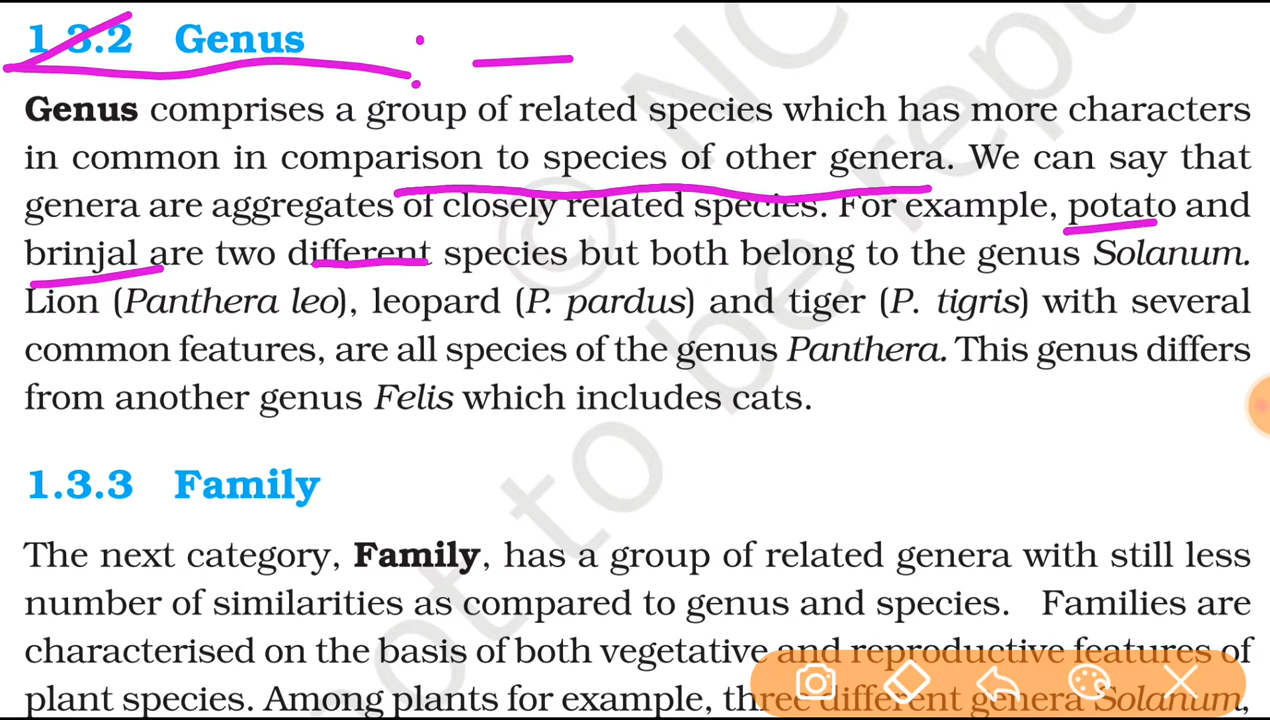 1.3.2 Genus
Genus comprises a group of related species which has more characters
in common in comparison to species of other genera. We can say that
genera are aggregates of closely related species. For example, potato and
brinjal are two different species but both belong to the genus Solanum.
Lion (Panthera leo), leopard (P. pardus) and tiger (P. tigris) with several
common features, are all species of the genus Panthera. This genus differs
from another genus Felis which includes cats.
1.3.3 Family
The next category, Family, has a group of related genera with still less
number of similarities as compared to genus and species. Families are
characterised on the basis of both vegetative and reproductive features of
plant species. Among plants for example, three different genera Solanum,
© NC
not to be repu